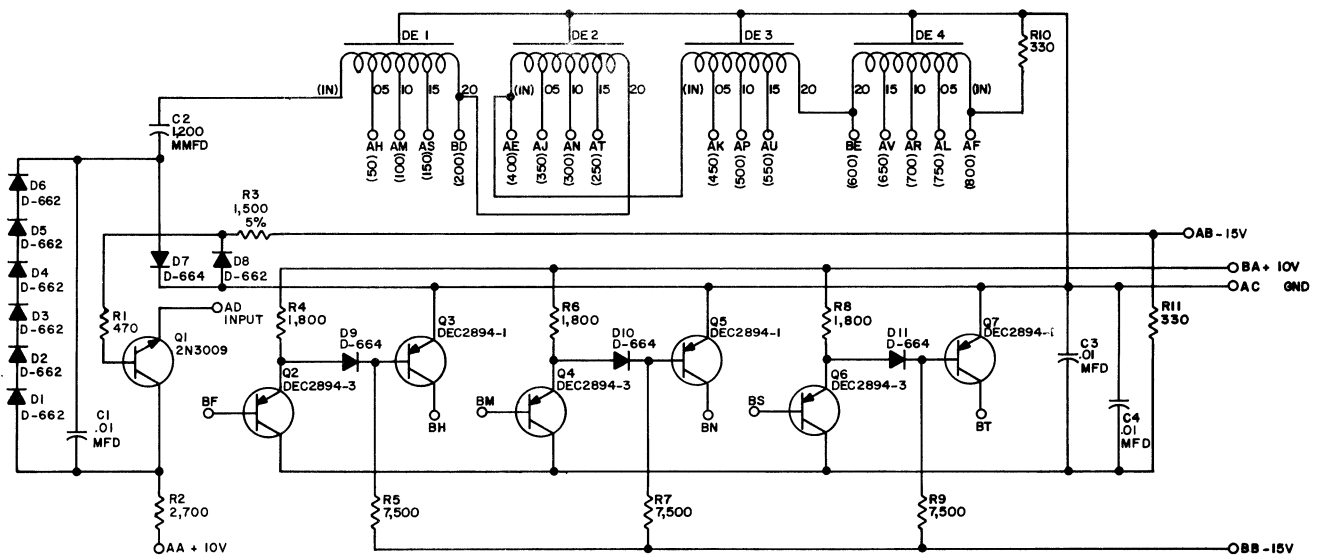 DE 1
DE 2
DE 3
DE 4
R10
330
(IN)
05
10
15
20
(IN)
05
10
15
20
(IN)
05
10
15
20
20
15
10
05
(IN)
C2
1,200
MMFD
AH
(50)
AM
(100)
AS
(150)
BD
(200)
AE
(400)
AJ
(350)
AN
(300)
AT
(250)
AK
(450)
AP
(500)
AU
(550)
BE
(600)
AV
(650)
AR
(700)
AL
(750)
AF
(800)
D6
D-662
D5
D-662
D4
D-662
D3
D-662
D2
D-662
D1
D-662
R3
1,500
5%
AB-15V
D7
D-664
D8
D-662
BA+ 10V
AC GND
R1
470
AD
INPUT
Q1
2N3009
R4
1,800
D9
D-664
Q3
DEC2894-1
R6
1,800
D10
D-664
Q5
DEC2894-1
R8
1,800
D11
D-664
Q7
DEC2894-1
R11
330
C3
.01
MFD
Q2
DEC2894-3
Q4
DEC2894-3
Q6
DEC2894-3
BF
BH
BM
BN
BS
BT
C1
.01
MFD
C4
.01
MFD
R2
2,700
R5
7,500
R7
7,500
R9
7,500
AA + 10V
BB-15V